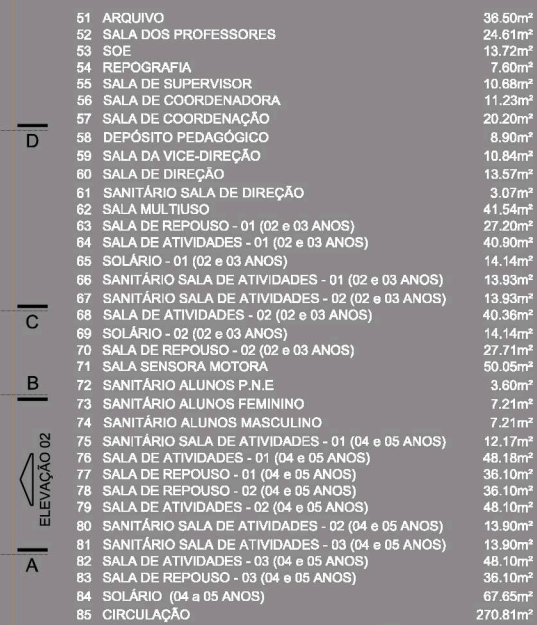 51 ARQUIVO 36.50m²
52 SALA DOS PROFESSORES 24.61m²
53 SOE 13.72m²
54 REPOGRAFIA 7.60m²
55 SALA DE SUPERVISOR 10.68m²
56 SALA DE COORDENADORA 11.23m²
57 SALA DE COORDENAÇÃO 20.20m²
58 DEPÓSITO PEDAGÓGICO 8.90m²
59 SALA DA VICE-DIREÇÃO 10.84m²
60 SALA DE DIREÇÃO 13.57m²
61 SANITÁRIO SALA DE DIREÇÃO 3.07m²
62 SALA MULTIUSO 41.54m²
63 SALA DE REPOUSO - 01 (02 e 03 ANOS) 27.20m²
64 SALA DE ATIVIDADES - 01 (02 e 03 ANOS) 40.90m²
65 SOLÁRIO - 01 (02 e 03 ANOS) 14.14m²
66 SANITÁRIO SALA DE ATIVIDADES - 01 (02 e 03 ANOS) 13.93m²
67 SANITÁRIO SALA DE ATIVIDADES - 02 (02 e 03 ANOS) 13.93m²
68 SALA DE ATIVIDADES - 02 (02 e 03 ANOS) 40.36m²
69 SOLÁRIO - 02 (02 e 03 ANOS) 14.14m²
70 SALA DE REPOUSO - 02 (02 e 03 ANOS) 27.71m²
71 SALA SENSORA MOTORA 50.05m²
72 SANITÁRIO ALUNOS P.N.E 3.60m²
73 SANITÁRIO ALUNOS FEMININO 7.21m²
74 SANITÁRIO ALUNOS MASCULINO 7.21m²
75 SANITÁRIO SALA DE ATIVIDADES - 01 (04 e 05 ANOS) 12.17m²
76 SALA DE ATIVIDADES - 01 (04 e 05 ANOS) 48.18m²
77 SALA DE REPOUSO - 01 (04 e 05 ANOS) 36.10m²
78 SALA DE REPOUSO - 02 (04 e 05 ANOS) 36.10m²
79 SALA DE ATIVIDADES - 02 (04 e 05 ANOS) 48.10m²
80 SANITÁRIO SALA DE ATIVIDADES - 02 (04 e 05 ANOS) 13.90m²
81 SANITÁRIO SALA DE ATIVIDADES - 03 (04 e 05 ANOS) 13.90m²
82 SALA DE ATIVIDADES - 03 (04 e 05 ANOS) 48.10m²
83 SALA DE REPOUSO - 03 (04 e 05 ANOS) 36.10m²
84 SOLÁRIO (04 a 05 ANOS) 67.65m²
85 CIRCULAÇÃO 270.81m²
D
C
B
ELEVAÇÃO 02
A